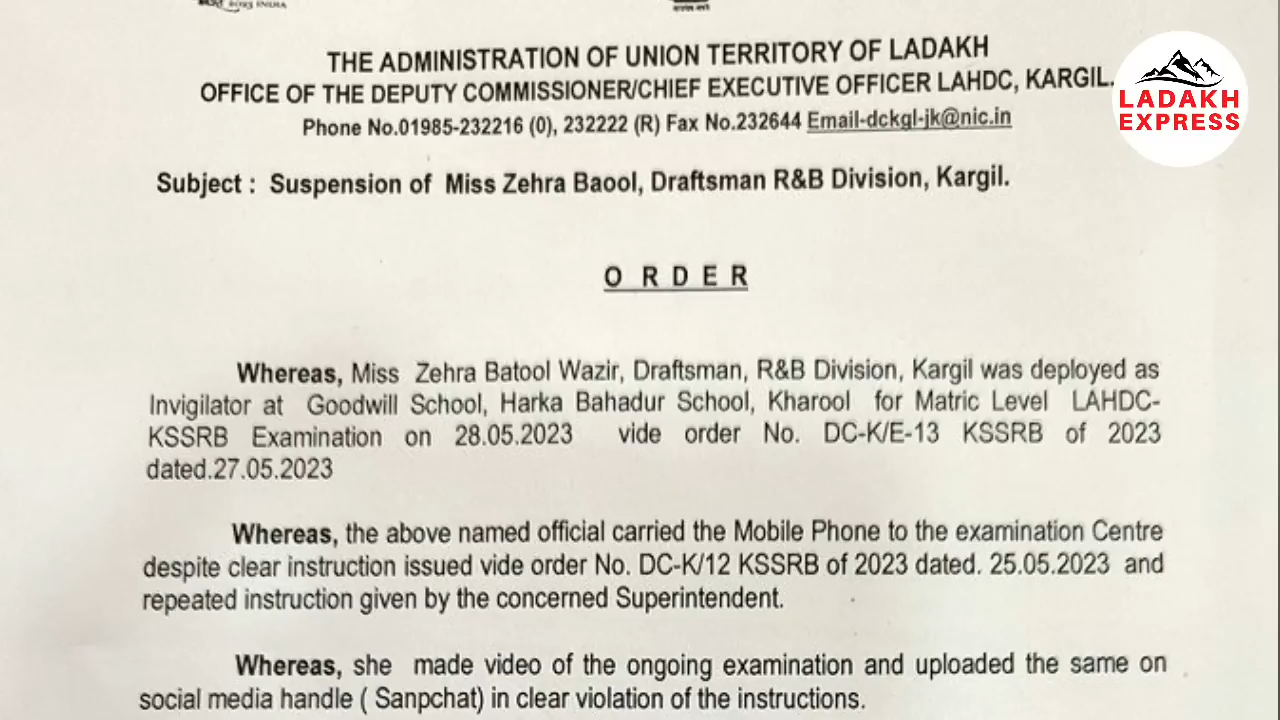 THE ADMINISTRATION OF UNION TERRITORY OF LADAKH
OFFICE OF THE DEPUTY COMMISSIONER/CHIEF EXECUTIVE OFFICER LAHDC, KARGIL.
Phone No.01985-232216 (0), 232222 (R) Fax No.232644 Email-dckgl-jk@nic.in
LADAKH
EXPRESS
Subject : Suspension of Miss Zehra Baool, Draftsman R&B Division, Kargil.
O R D E R
Whereas, Miss Zehra Batool Wazir, Draftsman, R&B Division, Kargil was deployed as
Invigilator at Goodwill School, Harka Bahadur School, Kharool for Matric Level LAHDC-
KSSRB Examination on 28.05.2023 vide order No. DC-K/E-13 KSSRB of 2023
dated.27.05.2023
Whereas, the above named official carried the Mobile Phone to the examination Centre
despite clear instruction issued vide order No. DC-K/12 KSSRB of 2023 dated. 25.05.2023 and
repeated instruction given by the concerned Superintendent.
Whereas, she made video of the ongoing examination and uploaded the same on
social media handle ( Sanpchat) in clear violation of the instructions.